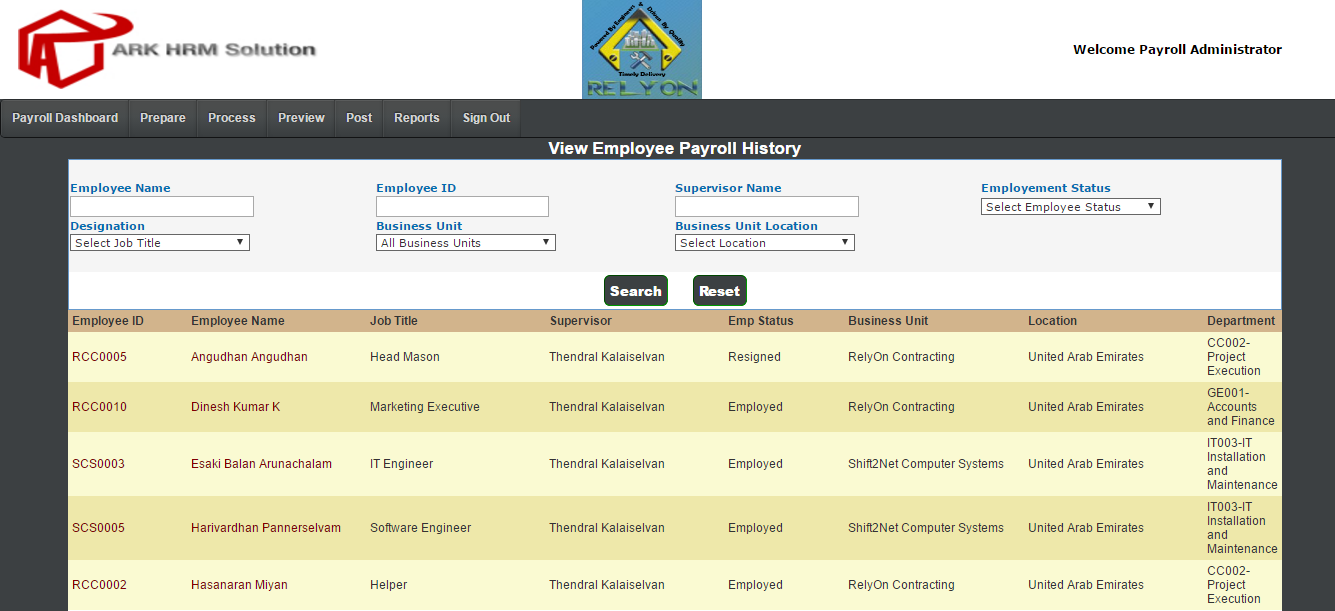 ARK HRM Solution
Powered By Engineers & Driven By Quality
Timely Delivery
RELYON
Welcome Payroll Administrator
Payroll Dashboard Prepare Process Preview Post Reports Sign Out
View Employee Payroll History
Employee Name Employee ID Supervisor Name Employement Status
Select Employee Status
Designation Business Unit Business Unit Location
Select Job Title All Business Units Select Location
Search Reset
Employee ID Employee Name Job Title Supervisor Emp Status Business Unit Location Department
RCC0005 Angudhan Angudhan Head Mason Thendral Kalaiselvan Resigned RelyOn Contracting United Arab Emirates CC002-
Project
Execution
RCC0010 Dinesh Kumar K Marketing Executive Thendral Kalaiselvan Employed RelyOn Contracting United Arab Emirates GE001-
Accounts
and Finance
SCS0003 Esaki Balan Arunachalam IT Engineer Thendral Kalaiselvan Employed Shift2Net Computer Systems United Arab Emirates IT003-IT
Installation
and
Maintenance
SCS0005 Harivardhan Pannerselvam Software Engineer Thendral Kalaiselvan Employed Shift2Net Computer Systems United Arab Emirates IT003-IT
Installation
and
Maintenance
RCC0002 Hasanaran Miyan Helper Thendral Kalaiselvan Employed RelyOn Contracting United Arab Emirates CC002-
Project
Execution